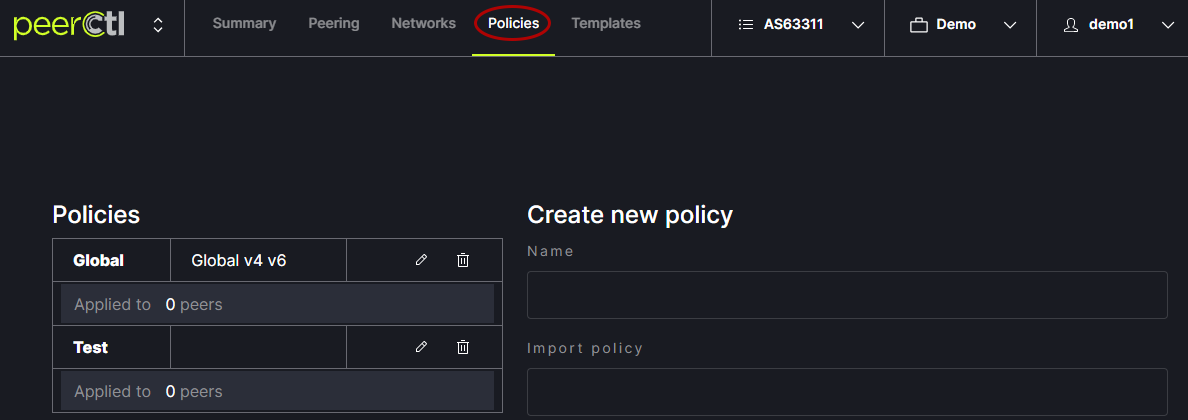 peerCtl
Summary Peering Networks Policies Templates AS63311 Demo demo1
Policies
Global Global v4 v6
Applied to 0 peers
Test
Applied to 0 peers
Create new policy
Name
Import policy